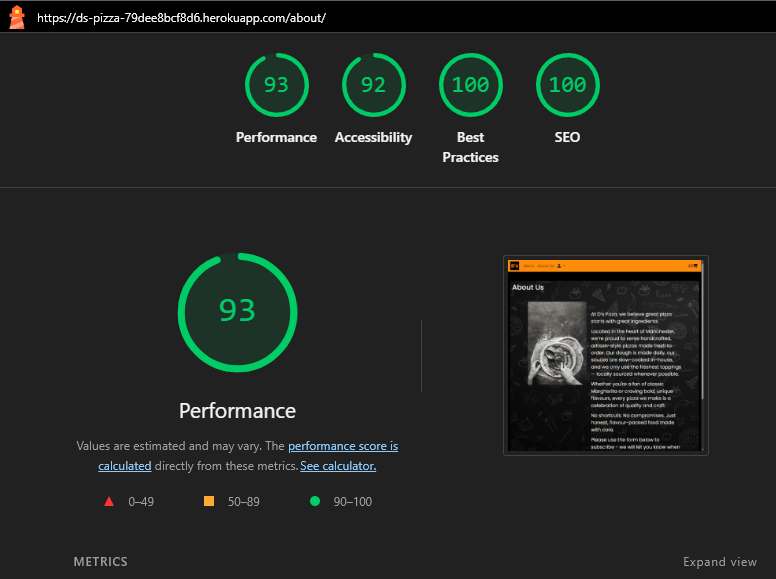 https://ds-pizza-79dee8bcf8d6.herokuapp.com/about/
93
92
100
100
Performance
Accessibility
Best
Practices
SEO
93
Performance
Values are estimated and may vary. The performance score is
calculated directly from these metrics. See calculator.
0–49
50–89
90–100
About Us
At D's Pizza, we believe great pizza
starts with great ingredients.
Located in the heart of Manchester,
we're proud to serve handcrafted,
artisan-style pizzas made fresh to
order. Our dough is made daily, our
sauces are slow-cooked in-house,
and we only use the freshest toppings
— locally sourced whenever possible.
Whether you're a fan of classic
Margherita or craving bold, unique
flavours, every pizza we make is a
celebration of quality and craft.
No shortcuts. No compromises. Just
honest, flavour-packed food made
with care.
Please use the form below to
subscribe - we will let you know when
METRICS
Expand view